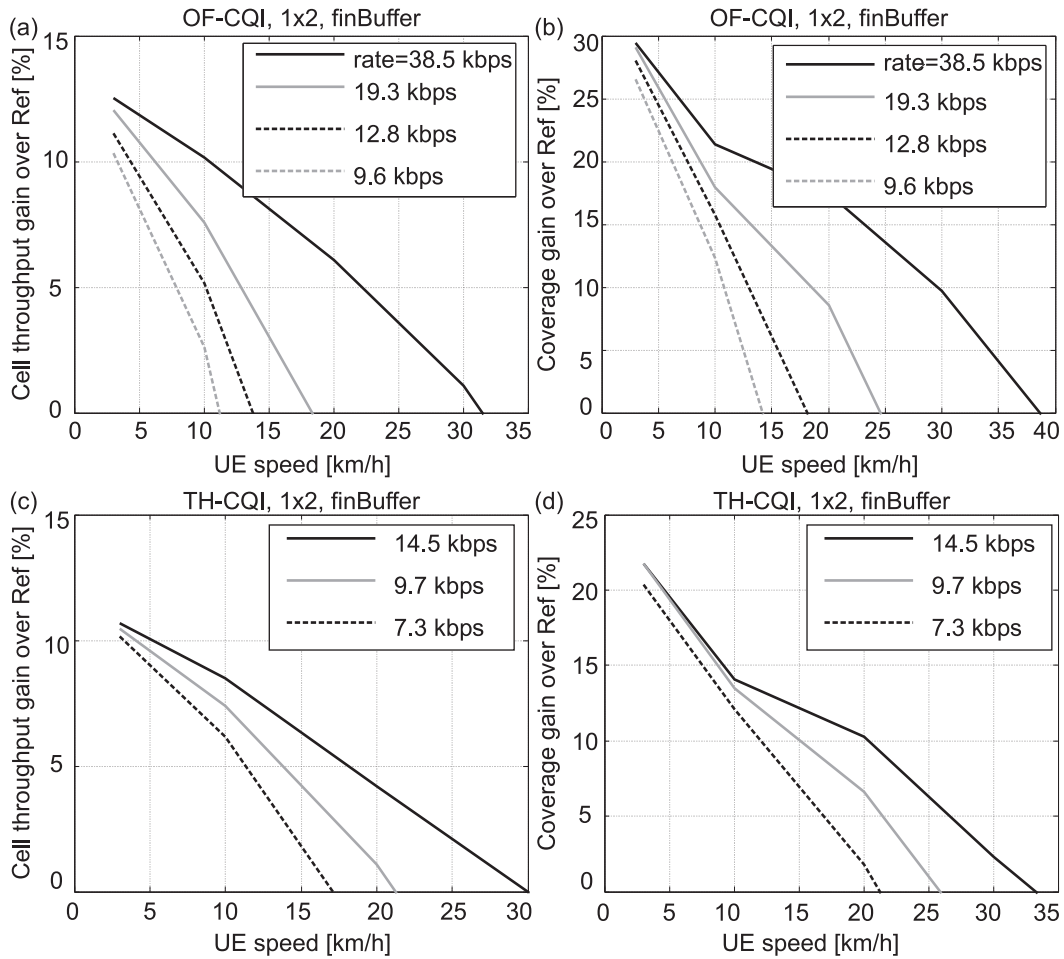 (a)
OF-CQI, 1x2, finBuffer
Cell throughput gain over Ref [%]
15
10
5
0
rate=38.5 kbps
19.3 kbps
12.8 kbps
9.6 kbps
0 5 10 15 20 25 30 35
UE speed [km/h]
(b)
OF-CQI, 1x2, finBuffer
Coverage gain over Ref [%]
30
25
20
15
10
5
0
rate=38.5 kbps
19.3 kbps
12.8 kbps
9.6 kbps
0 5 10 15 20 25 30 35 40
UE speed [km/h]
(c)
TH-CQI, 1x2, finBuffer
Cell throughput gain over Ref [%]
15
10
5
0
14.5 kbps
9.7 kbps
7.3 kbps
0 5 10 15 20 25 30
UE speed [km/h]
(d)
TH-CQI, 1x2, finBuffer
Coverage gain over Ref [%]
25
20
15
10
5
0
14.5 kbps
9.7 kbps
7.3 kbps
0 5 10 15 20 25 30 35
UE speed [km/h]